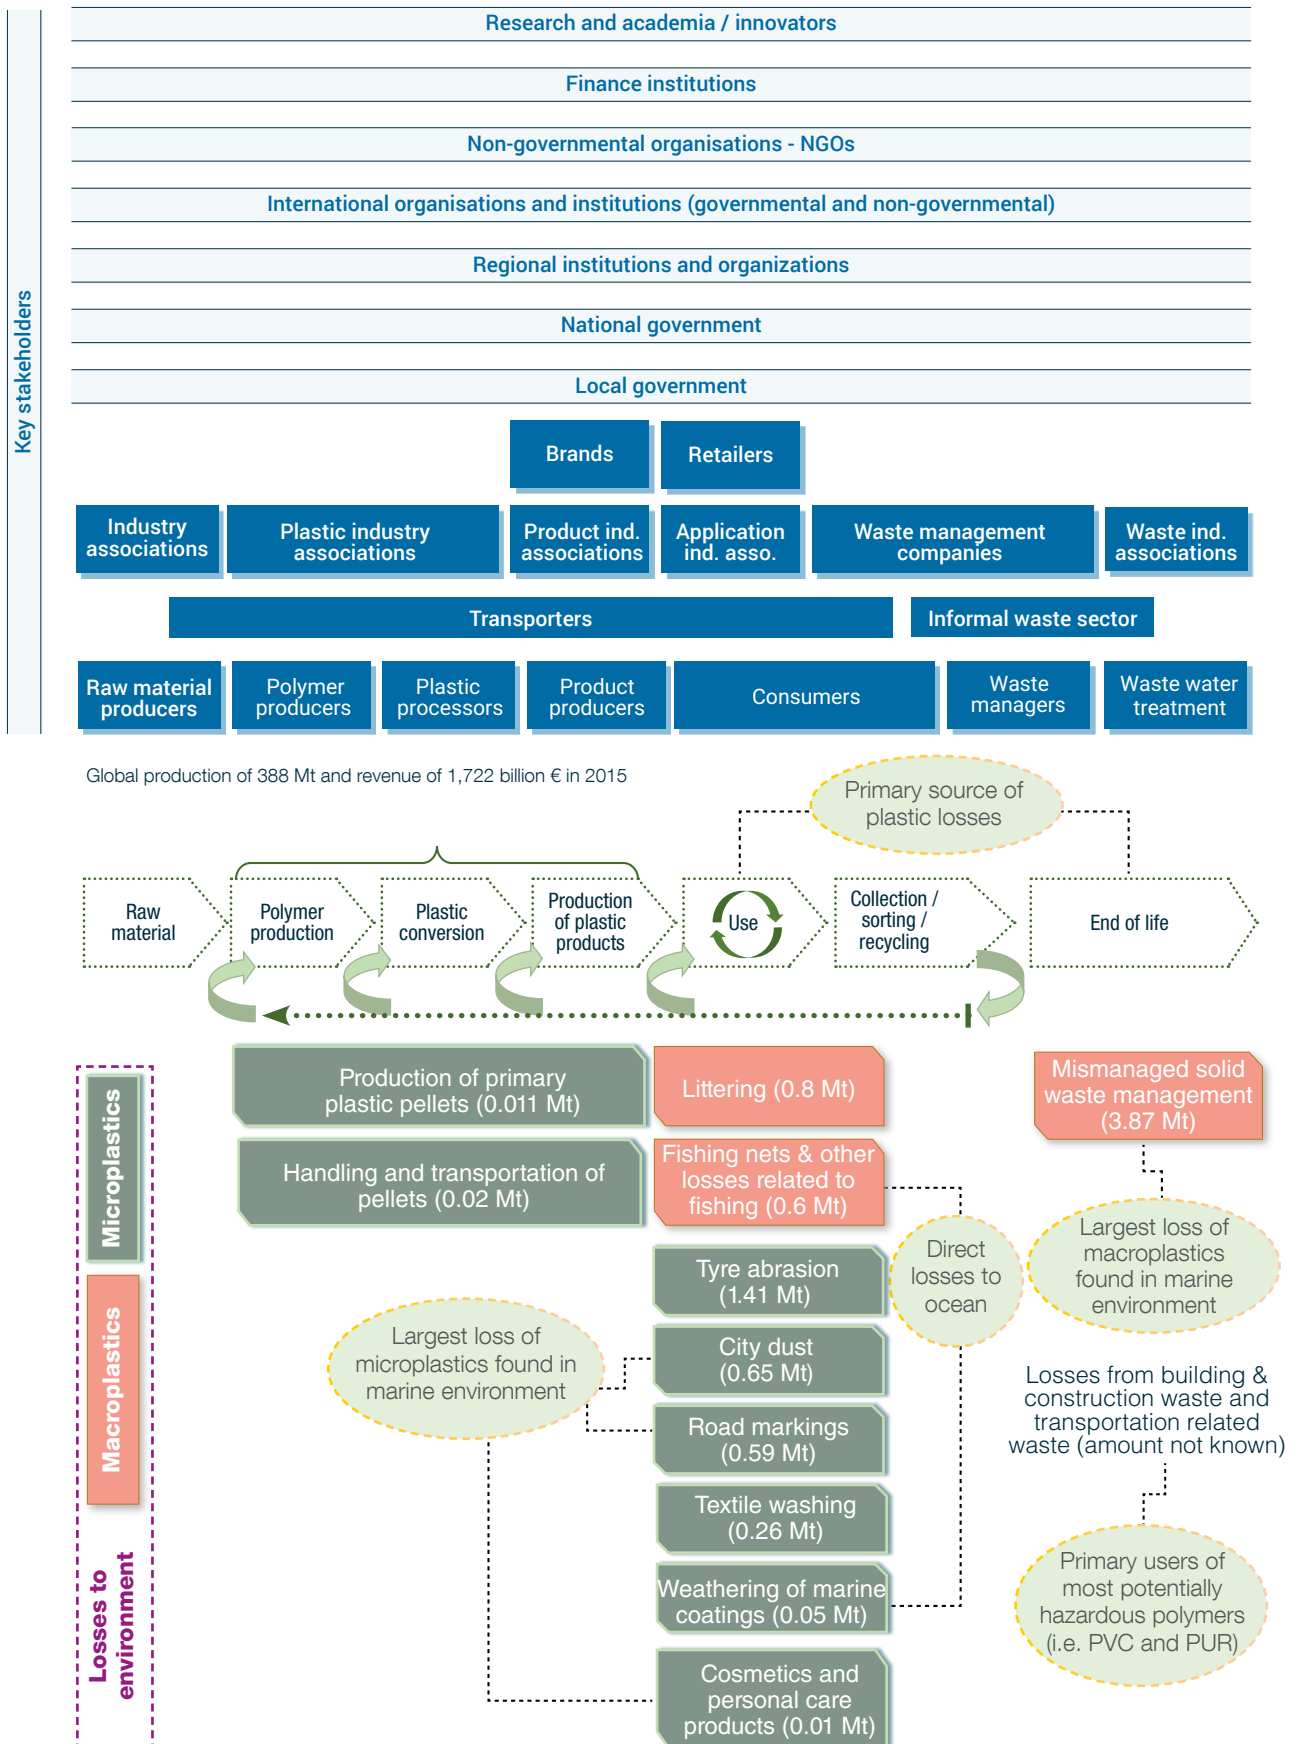 Research and academia / innovators
Finance institutions
Non-governmental organisations - NGOs
International organisations and institutions (governmental and non-governmental)
Regional institutions and organizations
National government
Local government
Key stakeholders
Brands
Retailers
Industry
associations
Plastic industry
associations
Product ind.
associations
Application
ind. asso.
Waste management
companies
Waste ind.
associations
Transporters
Informal waste sector
Raw material
producers
Polymer
producers
Plastic
processors
Product
producers
Consumers
Waste
managers
Waste water
treatment
Global production of 388 Mt and revenue of 1,722 billion € in 2015
Primary source of
plastic losses
Raw
material
Polymer
production
Plastic
conversion
Production
of plastic
products
Use
Collection /
sorting /
recycling
End of life
Microplastics
Macroplastics
Losses to
environment
Production of primary
plastic pellets (0.011 Mt)
Littering (0.8 Mt)
Mismanaged solid
waste management
(3.87 Mt)
Handling and transportation of
pellets (0.02 Mt)
Fishing nets & other
losses related to
fishing (0.6 Mt)
Direct
losses to
ocean
Largest loss of
macroplastics
found in marine
environment
Tyre abrasion
(1.41 Mt)
Largest loss of
microplastics found in
marine environment
City dust
(0.65 Mt)
Losses from building &
construction waste and
transportation related
waste (amount not known)
Road markings
(0.59 Mt)
Textile washing
(0.26 Mt)
Weathering of marine
coatings (0.05 Mt)
Primary users of
most potentially
hazardous polymers
(i.e. PVC and PUR)
Cosmetics and
personal care
products (0.01 Mt)